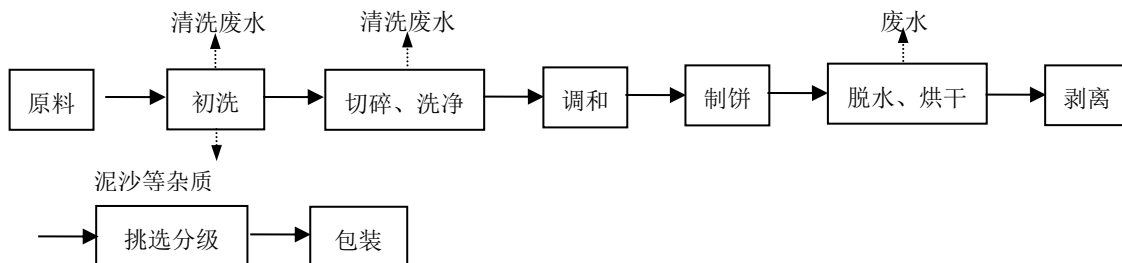 清洗废水 清洗废水 废水
原料 初洗 切碎、洗净 调和 制饼 脱水、烘干 剥离
泥沙等杂质
挑选分级 包装